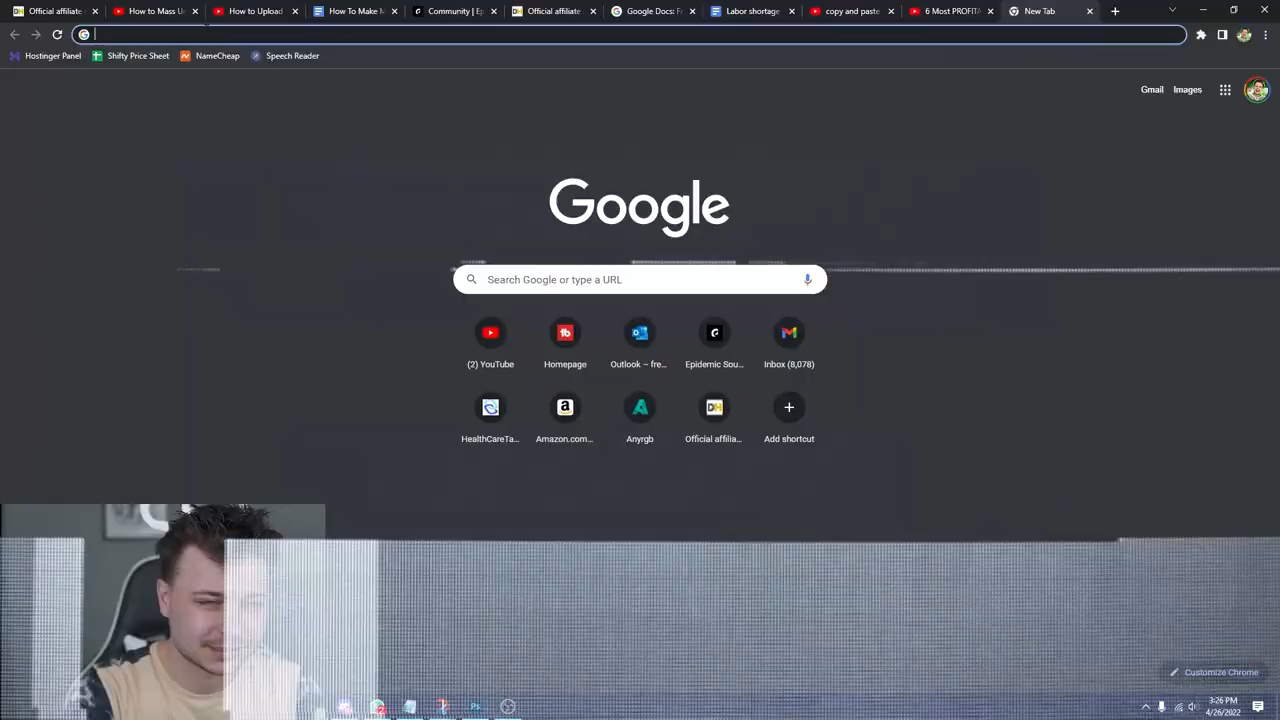 Official affiliate
How to Mass U
How to Upload
How To Make M
Community | Ep
Official affiliate
Google Docs: F
Labor shortage
copy and paste
6 Most PROFIT
New Tab
Hostinger Panel
Shifty Price Sheet
NameCheap
Speech Reader
Gmail
Images
Google
Search Google or type a URL
(2) YouTube
Homepage
Outlook – fre...
Epidemic Sou...
Inbox (8,078)
HealthCareTa...
Amazon.com...
Anyrgb
Official affilia...
Add shortcut
Customize Chrome
3:26 PM
4/26/2022